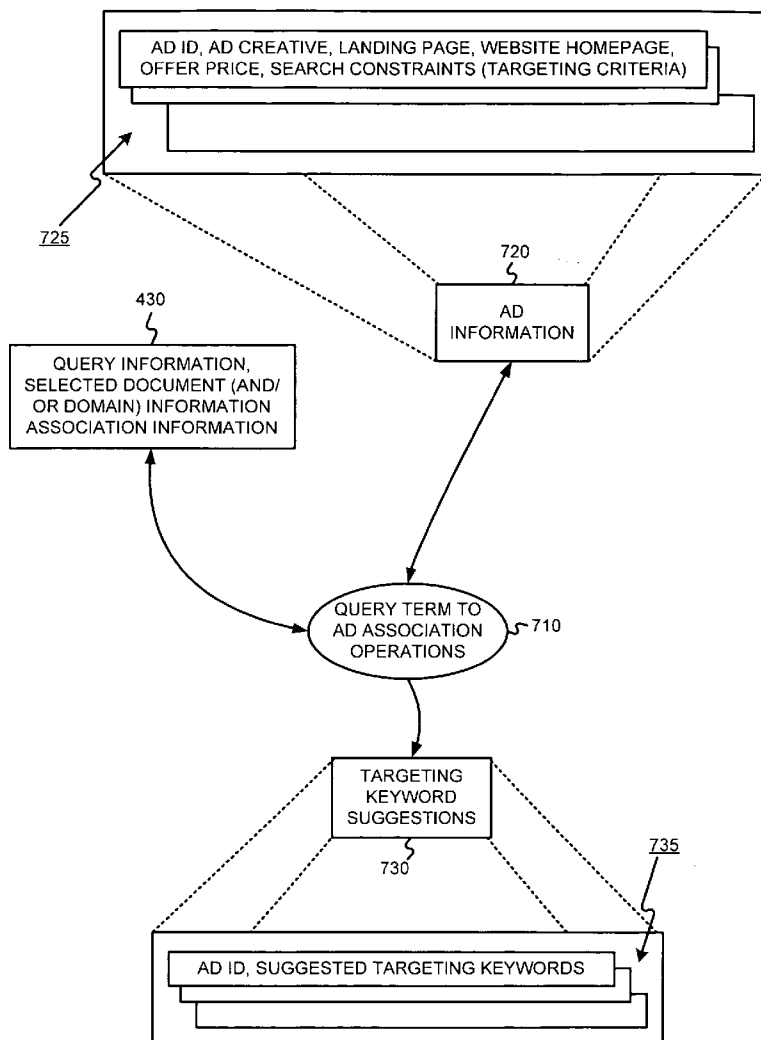 AD ID, AD CREATIVE, LANDING PAGE, WEBSITE HOMEPAGE,
OFFER PRICE, SEARCH CONSTRAINTS (TARGETING CRITERIA)
725
720
AD
INFORMATION
430
QUERY INFORMATION,
SELECTED DOCUMENT (AND/
OR DOMAIN) INFORMATION
ASSOCIATION INFORMATION
QUERY TERM TO
AD ASSOCIATION
OPERATIONS
710
TARGETING
KEYWORD
SUGGESTIONS
730
735
AD ID, SUGGESTED TARGETING KEYWORDS